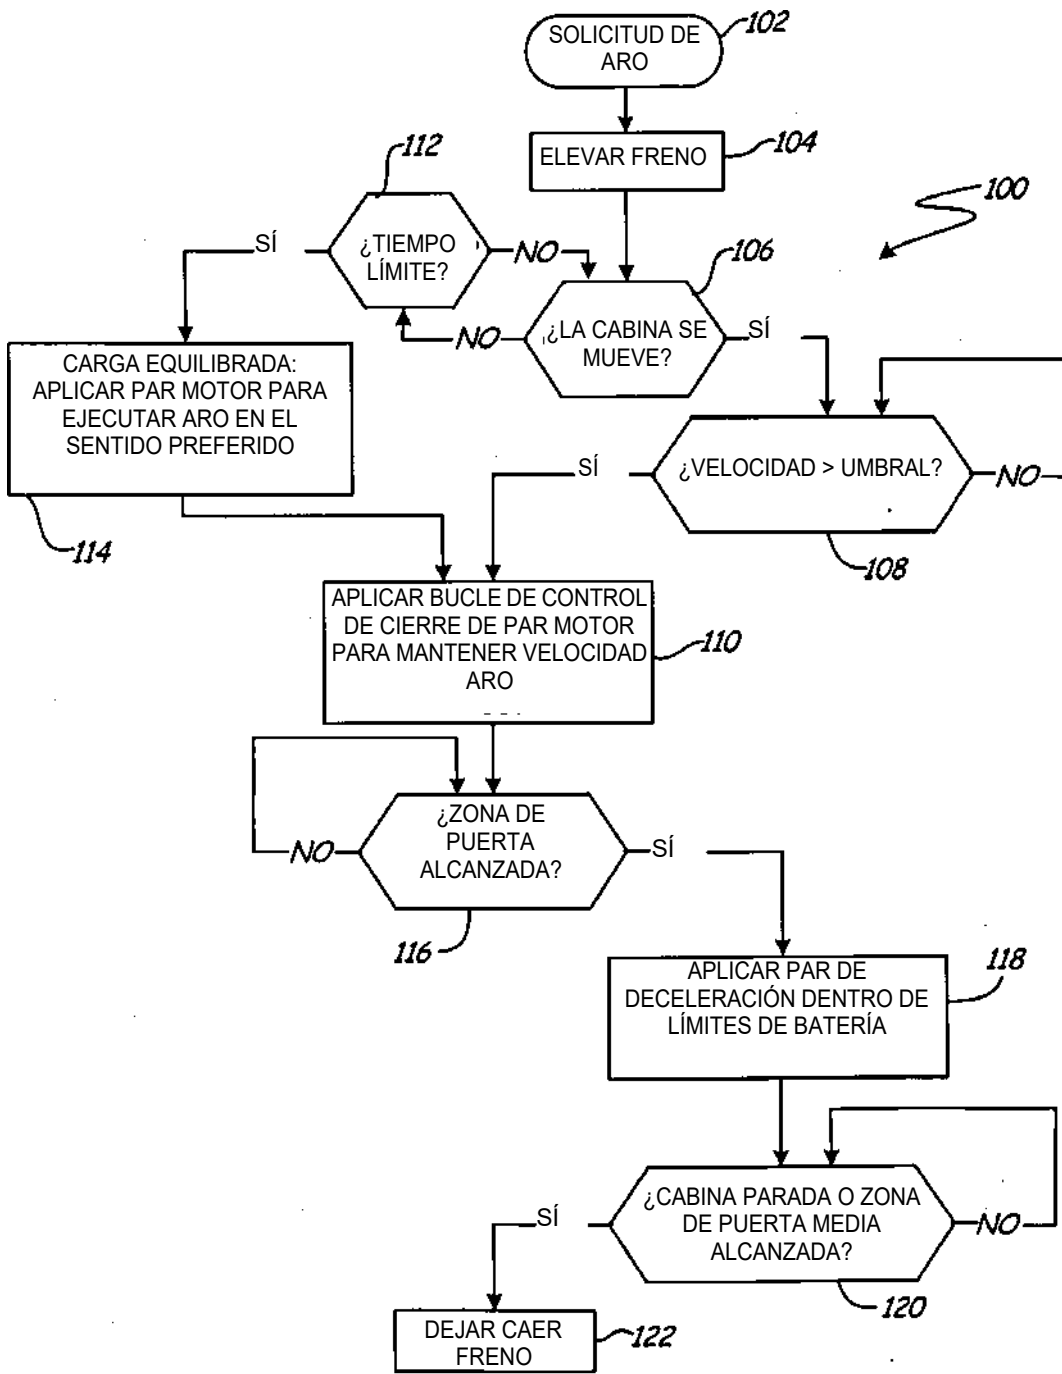 SOLICITUD DE
ARO
102
ELEVAR FRENO
104
112
100
¿TIEMPO
LÍMITE?
SÍ
NO
106
¿LA CABINA SE
MUEVE?
NO
SÍ
CARGA EQUILIBRADA:
APLICAR PAR MOTOR PARA
EJECUTAR ARO EN EL
SENTIDO PREFERIDO
114
¿VELOCIDAD > UMBRAL?
SÍ
NO
108
APLICAR BUCLE DE CONTROL
DE CIERRE DE PAR MOTOR
PARA MANTENER VELOCIDAD
ARO
110
¿ZONA DE
PUERTA
ALCANZADA?
NO
SÍ
116
APLICAR PAR DE
DECELERACIÓN DENTRO DE
LÍMITES DE BATERÍA
118
¿CABINA PARADA O ZONA
DE PUERTA MEDIA
ALCANZADA?
SÍ
NO
120
DEJAR CAER
FRENO
122